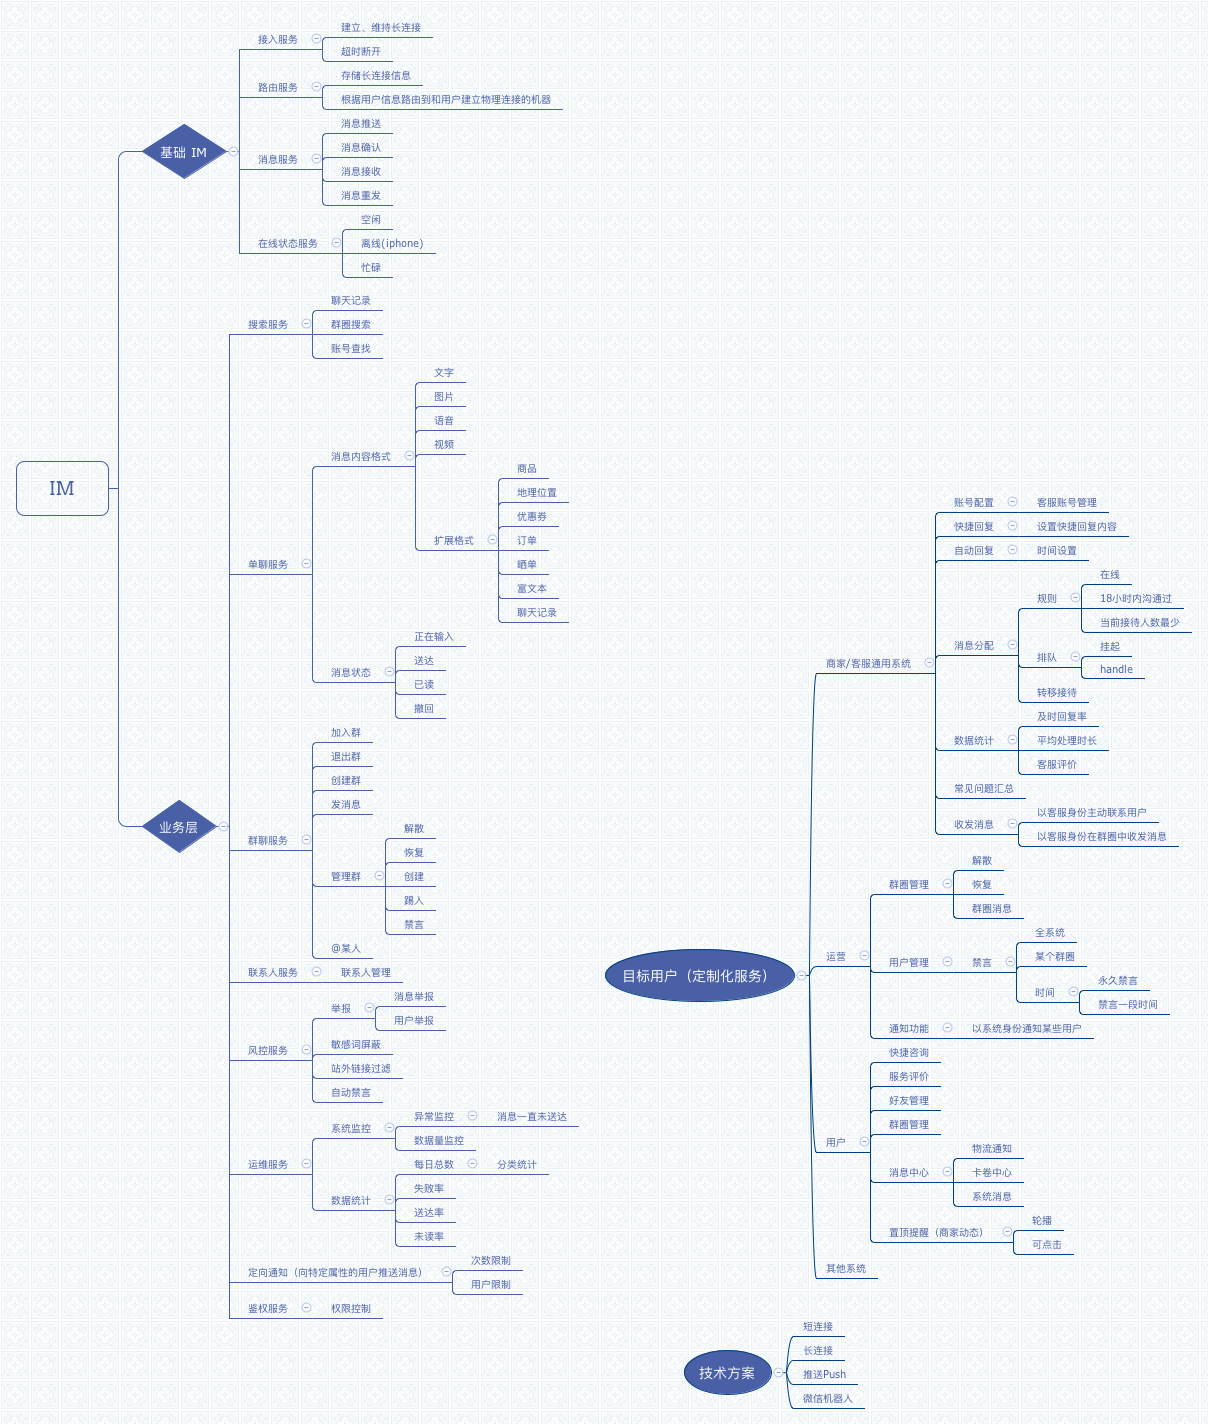 IM
基础 IM
接入服务
建立、维持长连接
超时断开
路由服务
存储长连接信息
根据用户信息路由到和用户建立物理连接的机器
消息服务
消息推送
消息确认
消息接收
消息重发
在线状态服务
空闲
离线(iphone)
忙碌
业务层
搜索服务
聊天记录
群圈搜索
账号查找
单聊服务
消息内容格式
文字
图片
语音
视频
扩展格式
商品
地理位置
优惠券
订单
晒单
富文本
聊天记录
消息状态
正在输入
送达
已读
撤回
群聊服务
加入群
退出群
创建群
发消息
管理群
解散
恢复
创建
踢人
禁言
@某人
联系人服务
联系人管理
风控服务
举报
消息举报
用户举报
敏感词屏蔽
站外链接过滤
自动禁言
运维服务
系统监控
异常监控
消息一直未送达
数据量监控
数据统计
每日总数
分类统计
失败率
送达率
未读率
定向通知（向特定属性的用户推送消息）
次数限制
用户限制
鉴权服务
权限控制
目标用户（定制化服务）
商家/客服通用系统
账号配置
客服账号管理
快捷回复
设置快捷回复内容
自动回复
时间设置
消息分配
规则
在线
18小时内沟通过
当前接待人数最少
排队
挂起
handle
转移接待
数据统计
及时回复率
平均处理时长
客服评价
常见问题汇总
收发消息
以客服身份主动联系用户
以客服身份在群圈中收发消息
运营
群圈管理
解散
恢复
群圈消息
用户管理
禁言
全系统
某个群圈
时间
永久禁言
禁言一段时间
通知功能
以系统身份通知某些用户
用户
快捷咨询
服务评价
好友管理
群圈管理
消息中心
物流通知
卡卷中心
系统消息
置顶提醒（商家动态）
轮播
可点击
其他系统
技术方案
短连接
长连接
推送Push
微信机器人